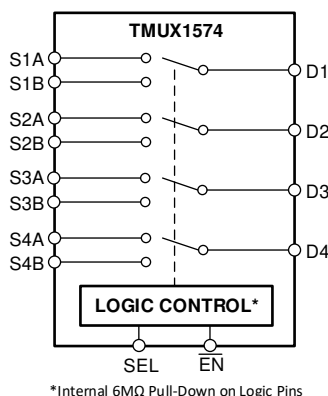 TMUX1574
S1A
D1
S1B
S2A
D2
S2B
S3A
D3
S3B
S4A
D4
S4B
LOGIC CONTROL*
SEL
EN
*Internal 6MΩ Pull-Down on Logic Pins